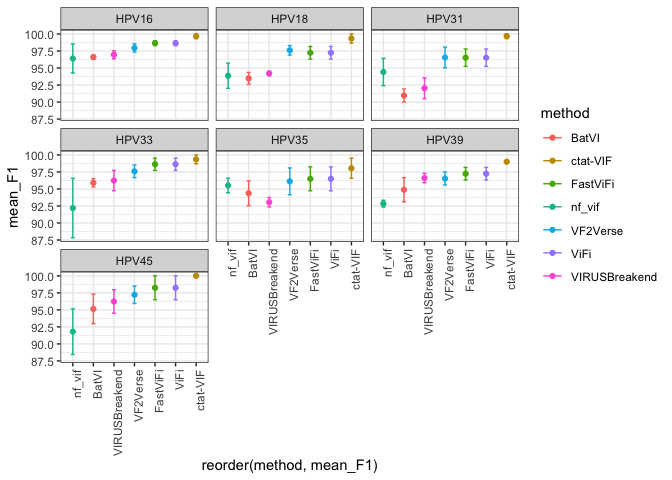 HPV16
HPV18
HPV31
100.0
97.5
95.0
92.5
90.0
87.5
HPV33
HPV35
HPV39
100.0
97.5
95.0
92.5
90.0
87.5
HPV45
100.0
97.5
95.0
92.5
90.0
87.5
mean_F1
nf_vif
BatVI
VIRUSBreakend
VF2Verse
FastViFi
ViFi
ctat-VIF
nf_vif
BatVI
VIRUSBreakend
VF2Verse
FastViFi
ViFi
ctat-VIF
nf_vif
BatVI
VIRUSBreakend
VF2Verse
FastViFi
ViFi
ctat-VIF
reorder(method, mean_F1)
method
BatVI
ctat-VIF
FastViFi
nf_vif
VF2Verse
ViFi
VIRUSBreakend